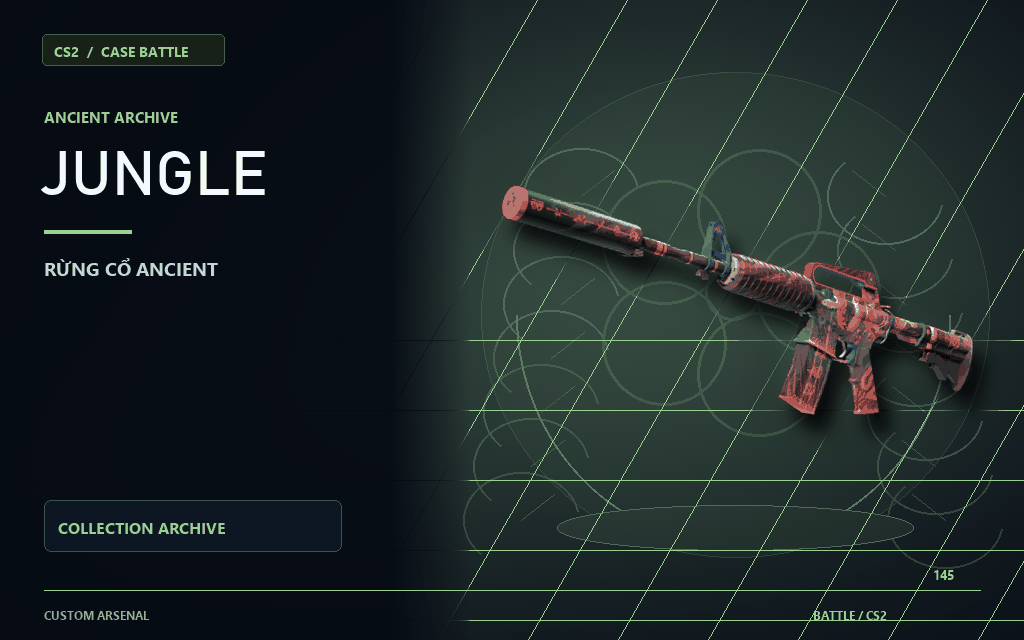 CS2 / CASE BATTLE
ANCIENT ARCHIVE
JUNGLE
RỪNG CỔ ANCIENT
COLLECTION ARCHIVE
145
CUSTOM ARSENAL
BATTLE / CS2